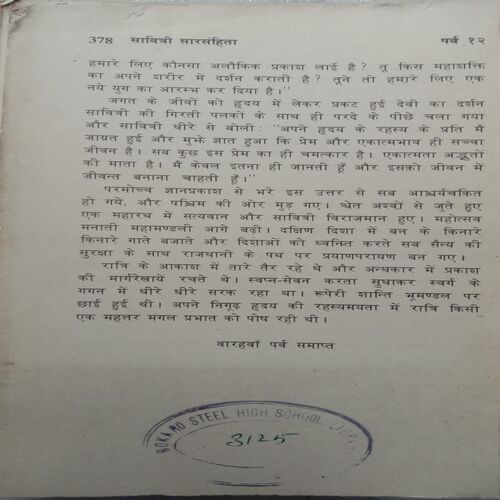 378 सावित्री सारसंहिता पर्व १२
हमारे लिए कौनसा अलौकिक प्रकाश लाई है? तू किस महाशक्ति
का अपने शरीर में दर्शन कराती है? तूने तो हमारे लिए एक
नये युग का आरम्भ कर दिया है।''
जगत के जीवों को हृदय में लेकर प्रकट हुई देवी का दर्शन
सावित्री की गिरती पलकों के साथ ही परदे के पीछे चला गया
और सावित्री धीरे से बोली: ''अपने हृदय के रहस्य के प्रति मैं
जाग्रत हुई और मुझे ज्ञात हुआ कि प्रेम और एकात्मभाव ही सच्चा
जीवन है। सब कुछ इस प्रेम का ही चमत्कार है। एकात्मता अद्भूतों
की माता है। मैं केवल इतना ही जानती हूँ और इसको जीवन में
जीवन्त बनाना चाहती हूँ।''
परमोच्च ज्ञानप्रकाश से भरे इस उत्तर से सब आश्चर्यचकित
हो गये, और पश्चिम की ओर मुड़ गए। श्वेत अश्वों से जुते हुए
एक महारथ में सत्यवान और सावित्री विराजमान हुए। महोत्सव
मनाती महामण्डली आगे बढ़ी। दक्षिण दिशा में बन के किनारे
किनारे गाते बजाते और दिशाओं को ध्वनित करते सब सैन्य की
सुरक्षा के साथ राजधानी के पथ पर प्रयाणपरायण बन गए।
रात्रि के आकाश में तारे तैर रहे थे और अन्धकार में प्रकाश
की मार्गरेखायें रचते थे। स्वप्न-सेवन करता सुधाकर स्वर्ग के
गगन में धीरे धीरे सरक रहा था। रूपेरी शान्ति भूमण्डल पर
छाई हुई थी। अपने निगूढ़ हृदय की रहस्यमयता में रात्रि किसी
एक महत्तर मंगल प्रभात को पोष रही थी।
वारहवाँ पर्व समाप्त
BOKARO STEEL HIGH SCHOOL
3125